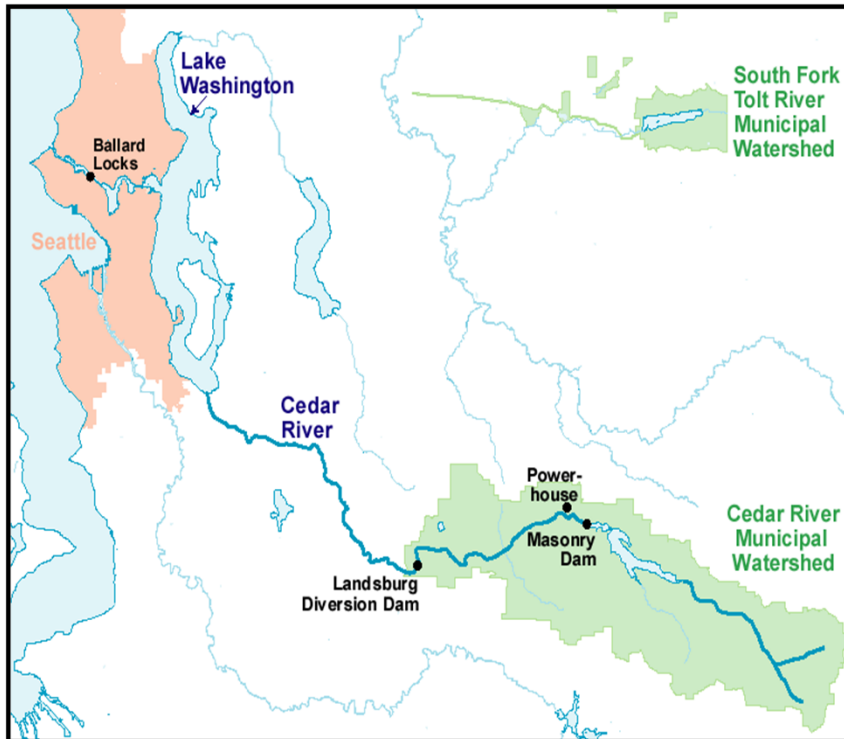 Lake
Washington
South Fork
Tolt River
Municipal
Watershed
Ballard
Locks
Seattle
Cedar
River
Power-
house
Masonry
Dam
Cedar River
Municipal
Watershed
Landsburg
Diversion Dam